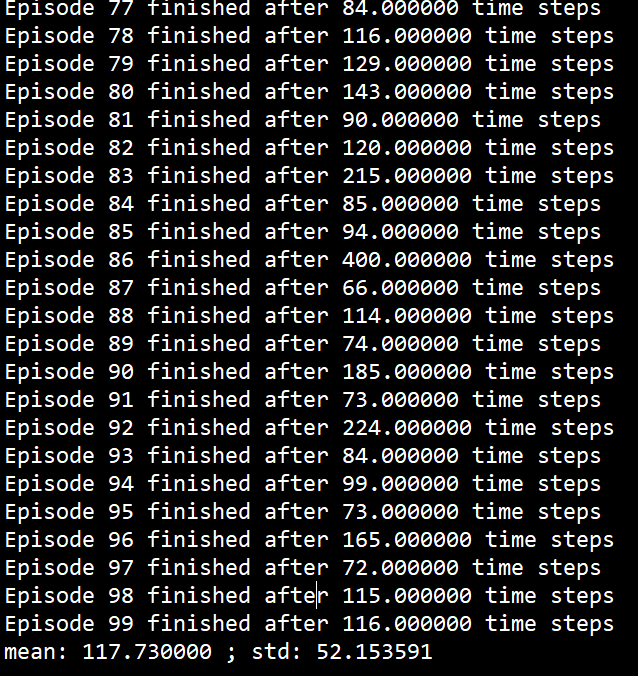 Episode 77 finished after 84.000000 time steps
Episode 78 finished after 116.000000 time steps
Episode 79 finished after 129.000000 time steps
Episode 80 finished after 143.000000 time steps
Episode 81 finished after 90.000000 time steps
Episode 82 finished after 120.000000 time steps
Episode 83 finished after 215.000000 time steps
Episode 84 finished after 85.000000 time steps
Episode 85 finished after 94.000000 time steps
Episode 86 finished after 400.000000 time steps
Episode 87 finished after 66.000000 time steps
Episode 88 finished after 114.000000 time steps
Episode 89 finished after 74.000000 time steps
Episode 90 finished after 185.000000 time steps
Episode 91 finished after 73.000000 time steps
Episode 92 finished after 224.000000 time steps
Episode 93 finished after 84.000000 time steps
Episode 94 finished after 99.000000 time steps
Episode 95 finished after 73.000000 time steps
Episode 96 finished after 165.000000 time steps
Episode 97 finished after 72.000000 time steps
Episode 98 finished after 115.000000 time steps
Episode 99 finished after 116.000000 time steps
mean: 117.730000 ; std: 52.153591